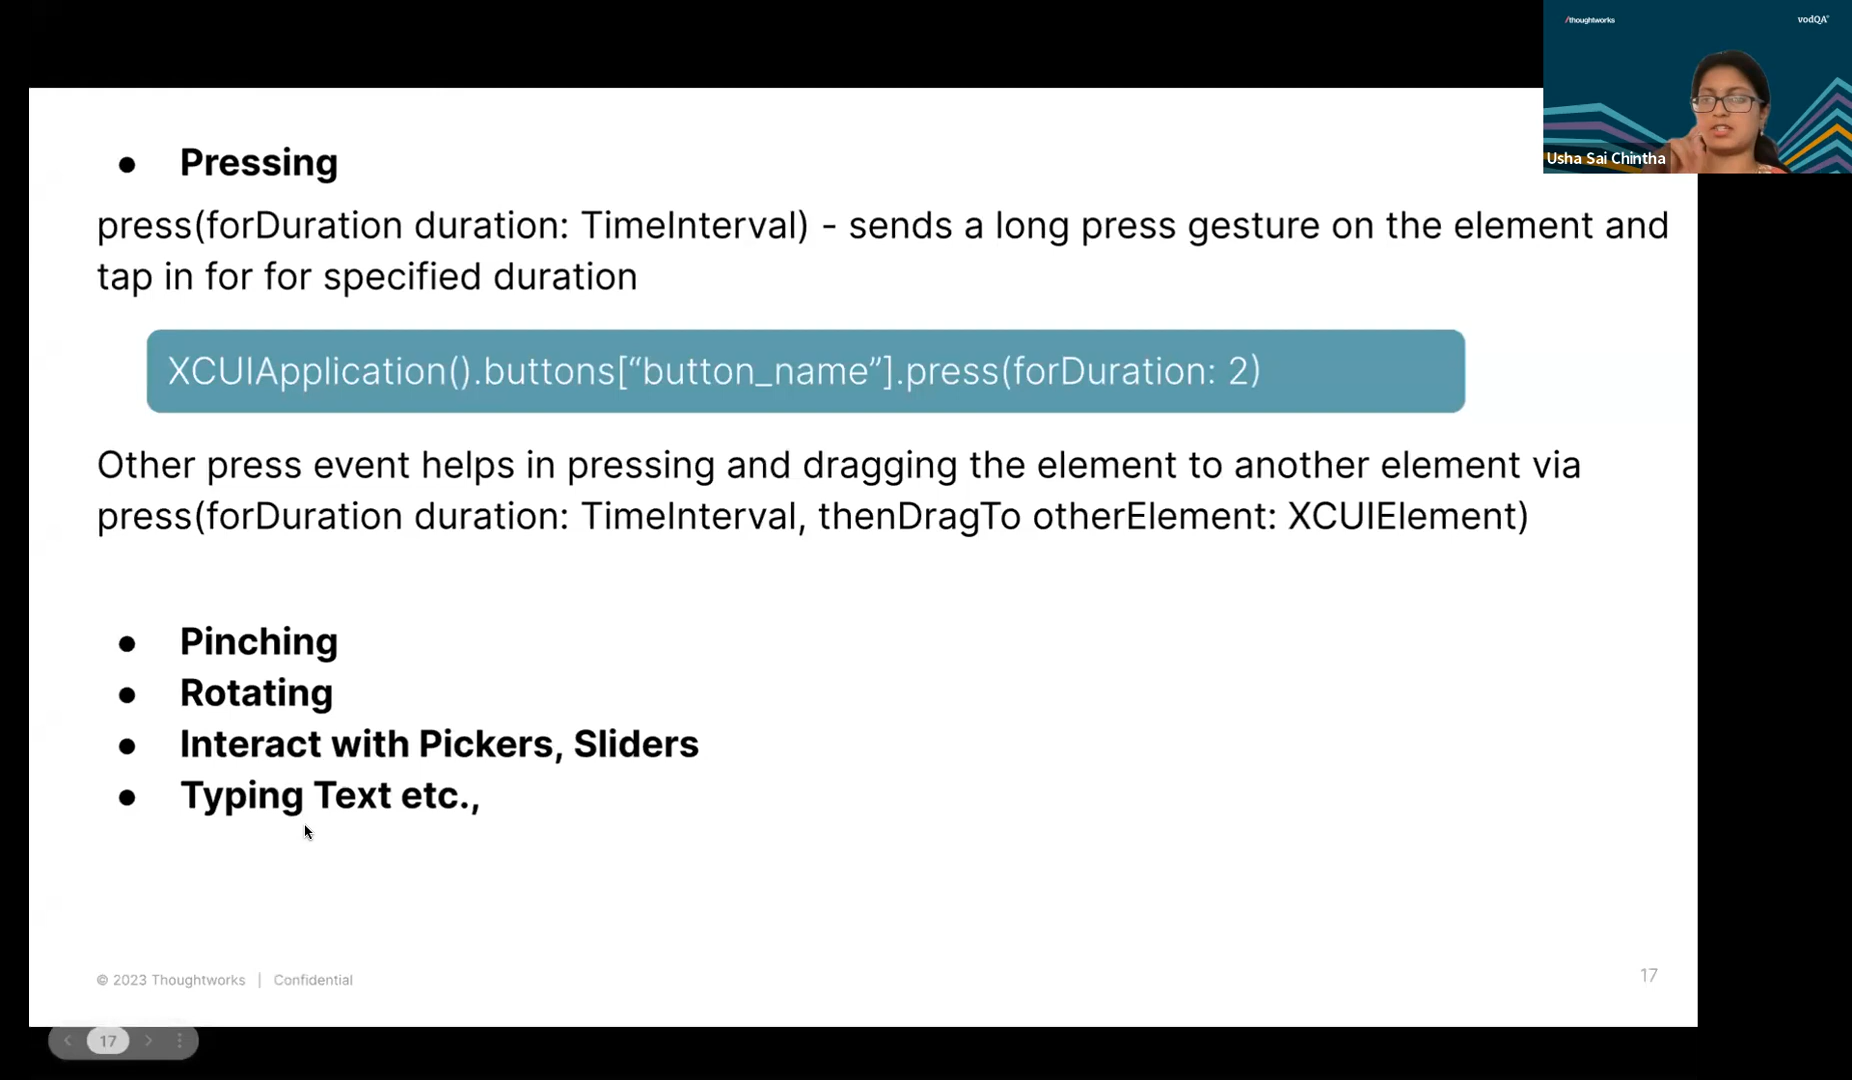 /thoughtworks
vodQA
Usha Sai Chintha
● Pressing
press(forDuration duration: TimeInterval) - sends a long press gesture on the element and
tap in for for specified duration
XCUIApplication().buttons[“button_name”].press(forDuration: 2)
Other press event helps in pressing and dragging the element to another element via
press(forDuration duration: TimeInterval, thenDragTo otherElement: XCUIElement)
● Pinching
● Rotating
● Interact with Pickers, Sliders
● Typing Text etc.,
© 2023 Thoughtworks | Confidential
17
17